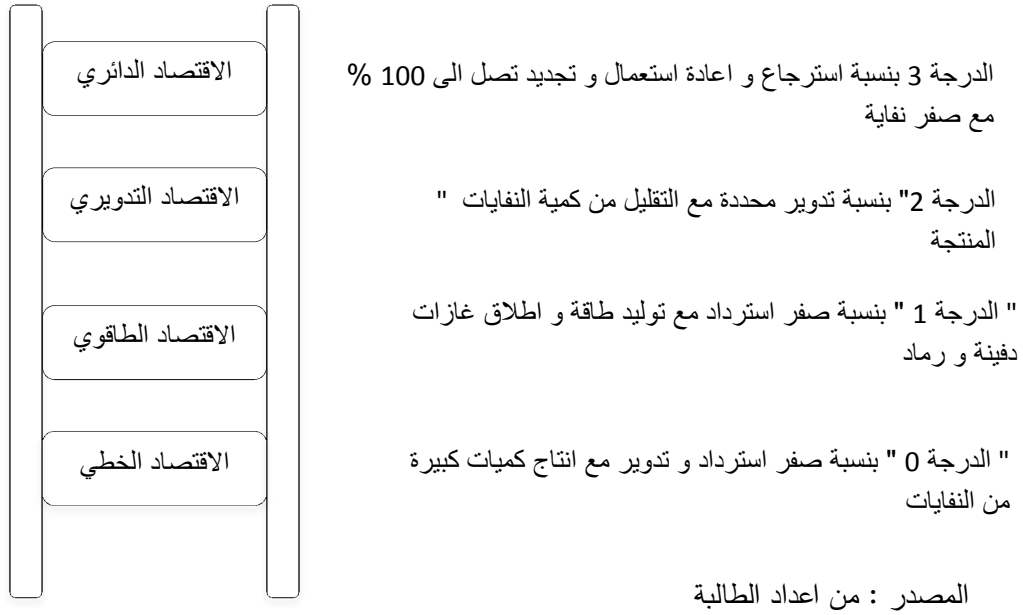 الاقتصاد الدائري
الدرجة 3 بنسبة استرجاع و اعادة استعمال و تجديد تصل الى 100 %
مع صفر نفاية
الاقتصاد التدويري
الدرجة 2" بنسبة تدوير محددة مع التقليل من كمية النفايات "
المنتجة
الاقتصاد الطاقوي
" الدرجة 1 " بنسبة صفر استرداد مع توليد طاقة و اطلاق غازات
دفينة و رماد
الاقتصاد الخطي
" الدرجة 0 " بنسبة صفر استرداد و تدوير مع انتاج كميات كبيرة
من النفايات
المصدر : من اعداد الطالبة